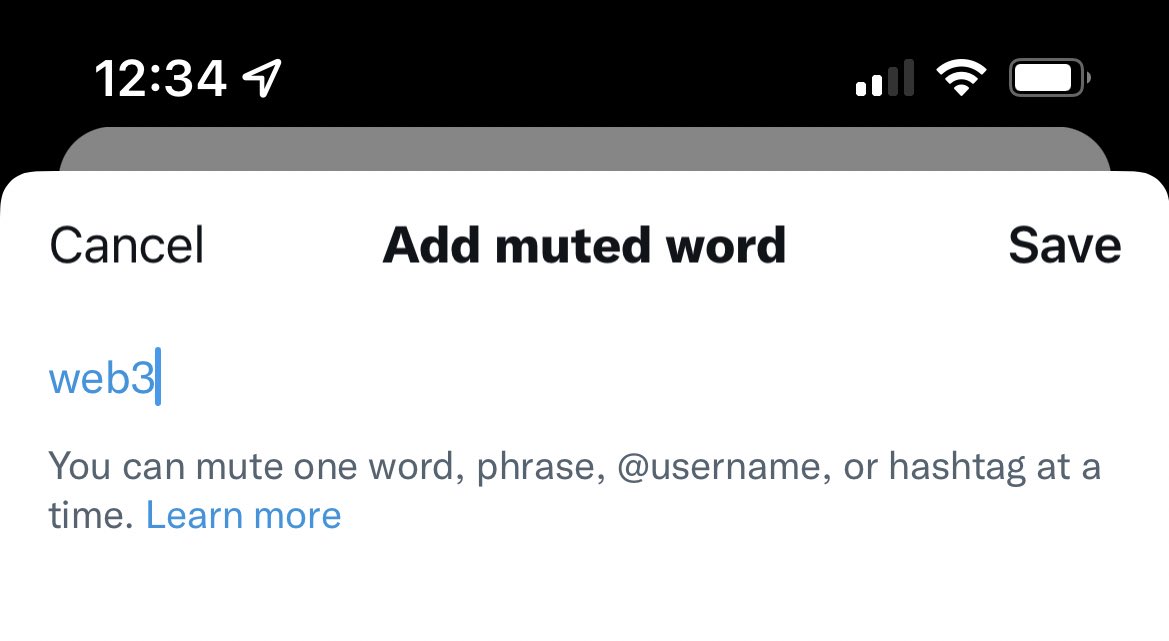 12:34
Cancel Add muted word Save
web3
You can mute one word, phrase, @username, or hashtag at a
time. Learn more